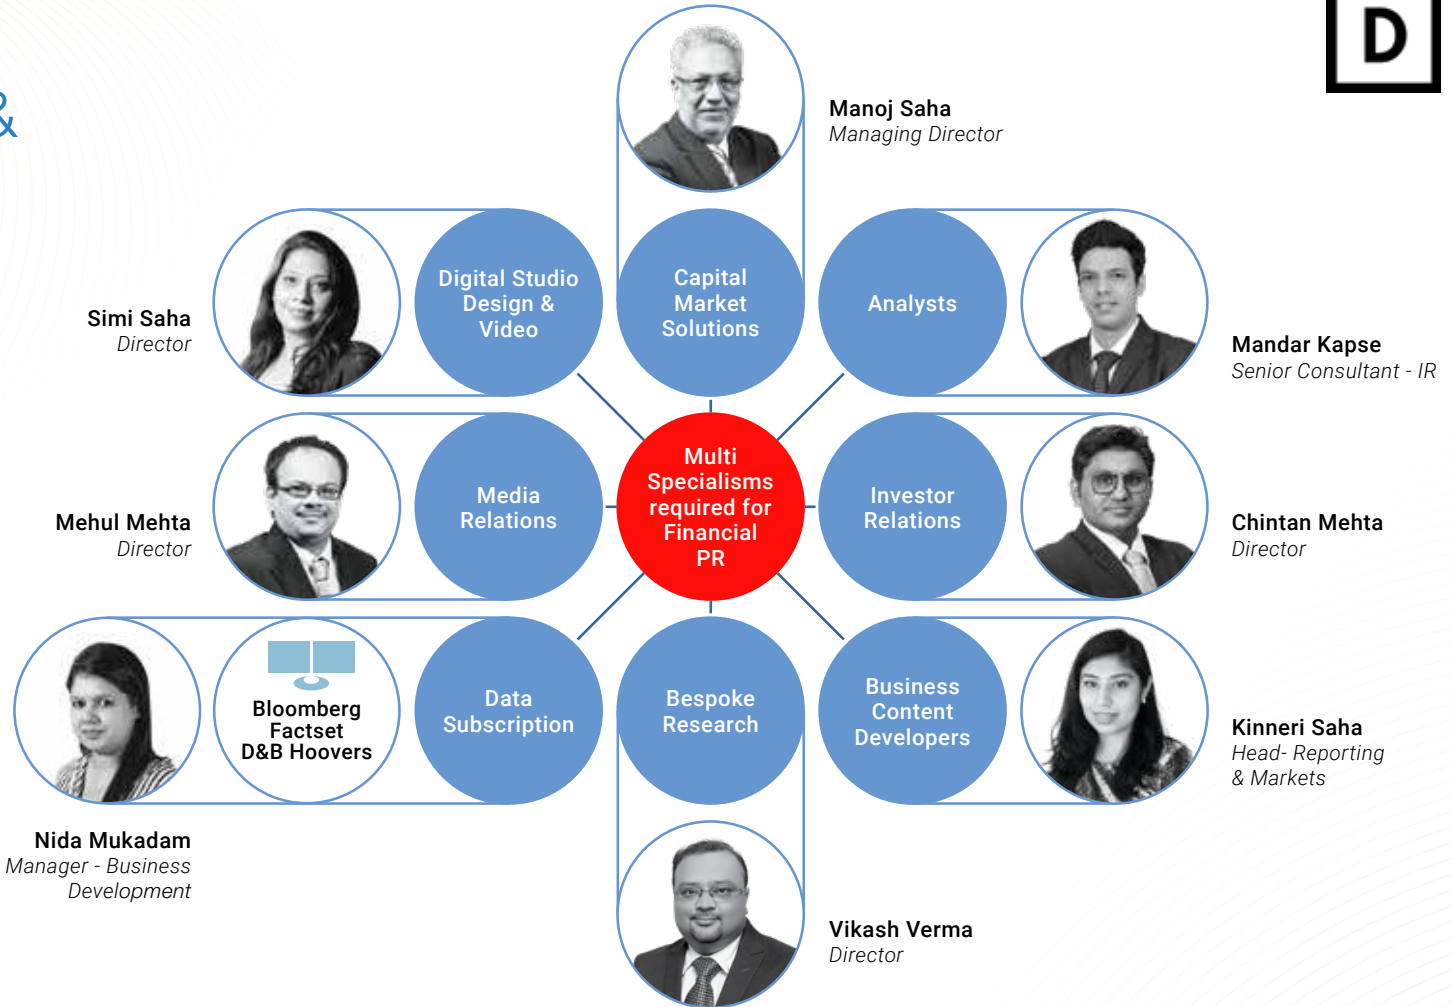 &
D
Manoj Saha
Managing Director
Digital Studio
Design &
Video
Capital
Market
Solutions
Analysts
Simi Saha
Director
Mandar Kapse
Senior Consultant - IR
Multi
Specialisms
required for
Financial
PR
Media
Relations
Investor
Relations
Mehul Mehta
Director
Chintan Mehta
Director
Bloomberg
Factset
D&B Hoovers
Data
Subscription
Bespoke
Research
Business
Content
Developers
Kinneri Saha
Head- Reporting
& Markets
Nida Mukadam
Manager - Business
Development
Vikash Verma
Director